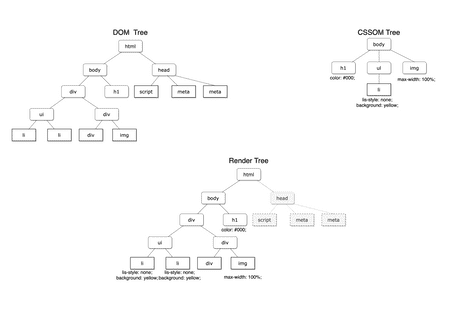 DOM Tree
html
body
head
div
h1
script
meta
meta
ui
div
li
li
div
img
CSSOM Tree
body
h1
ul
img
color: #000;
max-width: 100%;
li
lis-style: none;
background: yellow;
Render Tree
html
body
head
div
h1
script
meta
meta
color: #000;
ui
div
li
li
div
img
lis-style: none;
lis-style: none;
background: yellow;
background: yellow;
max-width: 100%;